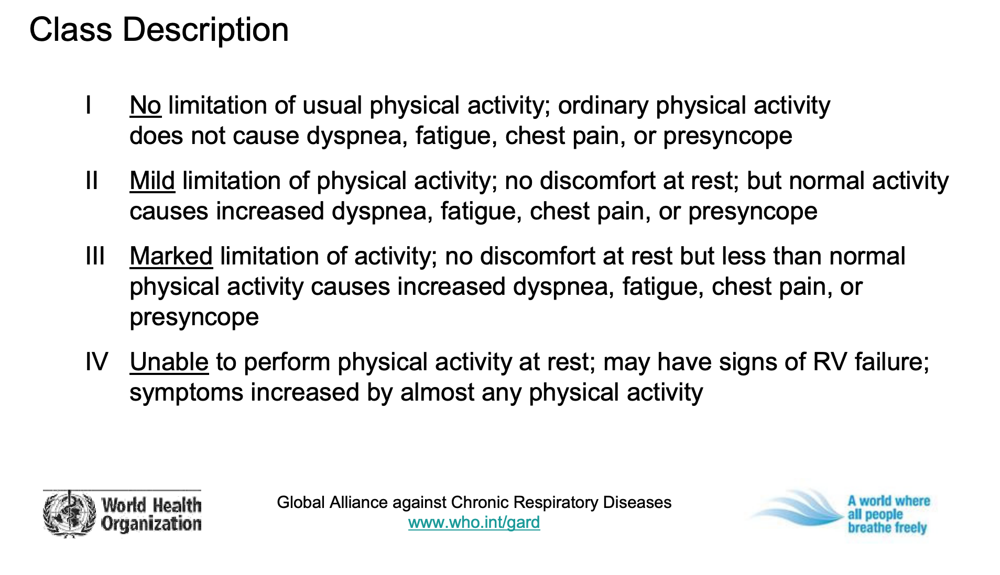 Class Description
I No limitation of usual physical activity; ordinary physical activity
does not cause dyspnea, fatigue, chest pain, or presyncope
II Mild limitation of physical activity; no discomfort at rest; but normal activity
causes increased dyspnea, fatigue, chest pain, or presyncope
III Marked limitation of activity; no discomfort at rest but less than normal
physical activity causes increased dyspnea, fatigue, chest pain, or
presyncope
IV Unable to perform physical activity at rest; may have signs of RV failure;
symptoms increased by almost any physical activity
World Health
Organization
Global Alliance against Chronic Respiratory Diseases
www.who.int/gard
A world where
all people
breathe freely